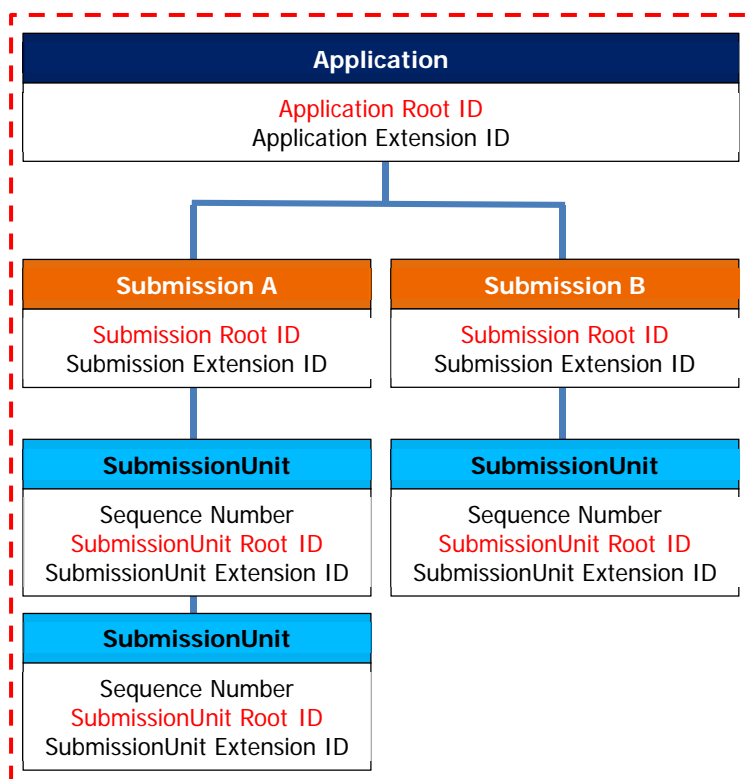 Application
Application Root ID
Application Extension ID
Submission A
Submission Root ID
Submission Extension ID
Submission B
Submission Root ID
Submission Extension ID
SubmissionUnit
Sequence Number
SubmissionUnit Root ID
SubmissionUnit Extension ID
SubmissionUnit
Sequence Number
SubmissionUnit Root ID
SubmissionUnit Extension ID
SubmissionUnit
Sequence Number
SubmissionUnit Root ID
SubmissionUnit Extension ID